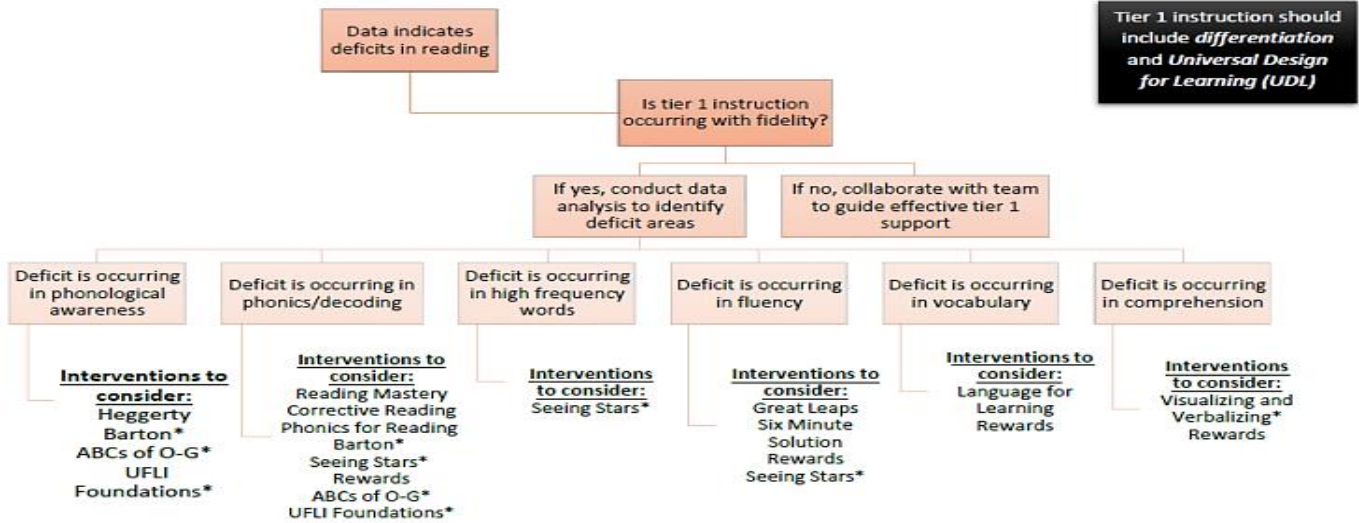 Data indicates
deficits in reading
Tier 1 instruction should
include differentiation
and Universal Design
for Learning (UDL)
Is tier 1 instruction
occurring with fidelity?
If yes, conduct data
analysis to identify
deficit areas
If no, collaborate with team
to guide effective tier 1
support
Deficit is occurring
in phonological
awareness
Deficit is occurring in
phonics/decoding
Deficit is occurring
in high frequency
words
Deficit is occurring
in fluency
Deficit is occurring
in vocabulary
Deficit is occurring
in comprehension
Interventions to
consider:
Heggerty
Barton*
ABCs of O-G*
UFLI
Foundations*
Interventions to
consider:
Reading Mastery
Corrective Reading
Phonics for Reading
Barton*
Seeing Stars*
Rewards
ABCs of O-G*
UFLI Foundations*
Interventions
to consider:
Seeing Stars*
Interventions to
consider:
Great Leaps
Six Minute
Solution
Rewards
Seeing Stars*
Interventions to
consider:
Language for
Learning
Rewards
Interventions
to consider:
Visualizing and
Verbalizing*
Rewards